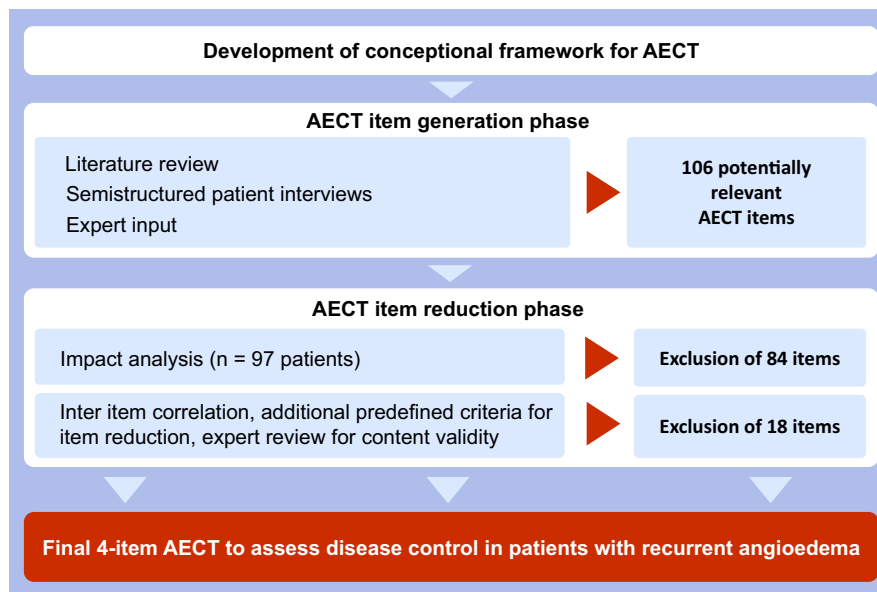 Development of conceptional framework for AECT
AECT item generation phase
Literature review
Semistructured patient interviews
Expert input
106 potentially
relevant
AECT items
AECT item reduction phase
Impact analysis (n = 97 patients)
Exclusion of 84 items
Inter item correlation, additional predefined criteria for
item reduction, expert review for content validity
Exclusion of 18 items
Final 4-item AECT to assess disease control in patients with recurrent angioedema